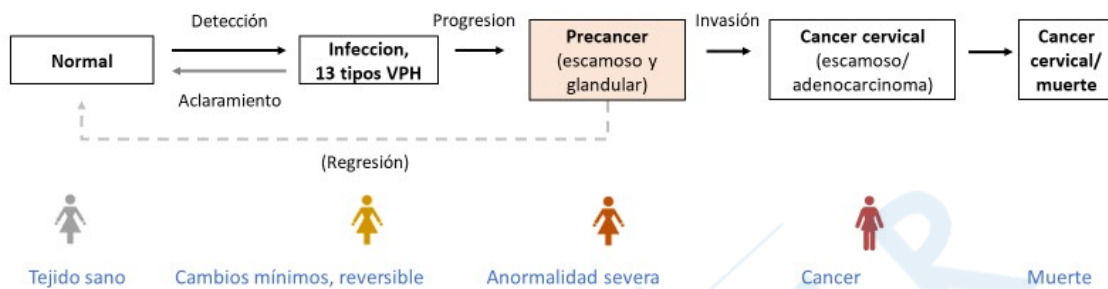 Detección
Progresion
Invasión
Normal
Infeccion,
13 tipos VPH
Precancer
(escamoso y
glandular)
Cancer cervical
(escamoso/
adenocarcinoma)
Cancer
cervical/
muerte
Aclaramiento
(Regresión)
Tejido sano
Cambios mínimos, reversible
Anormalidad severa
Cancer
Muerte